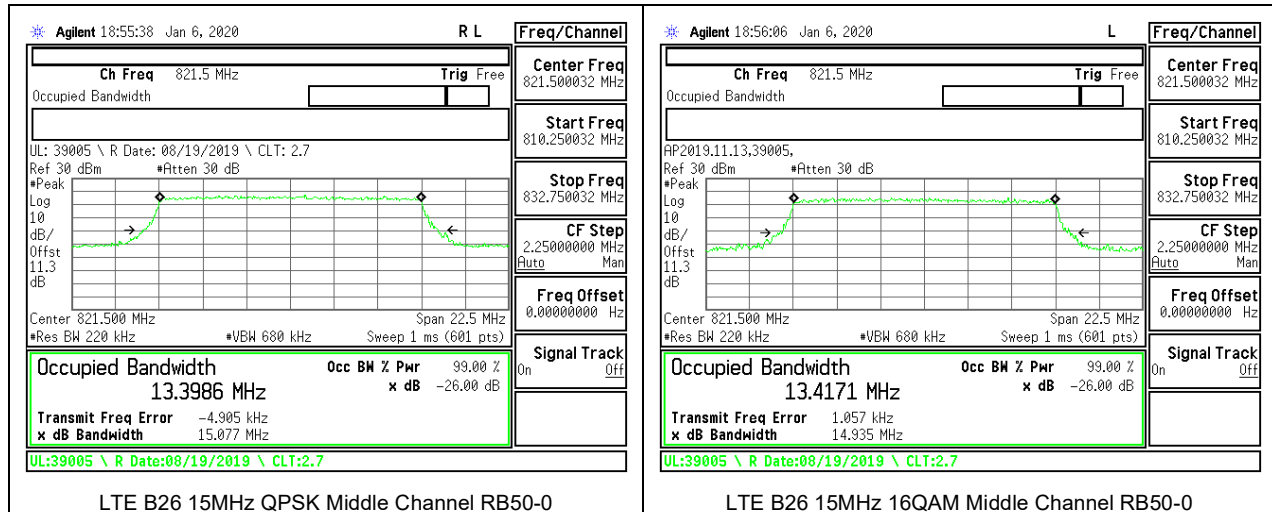 Agilent 18:55:38 Jan 6, 2020 R L
Freq/Channel
Ch Freq 821.5 MHz Trig Free
Occupied Bandwidth
Center Freq
821.500032 MHz
Start Freq
810.250032 MHz
UL: 39005 \ R Date: 08/19/2019 \ CLT: 2.7
Ref 30 dBm #Atten 30 dB
#Peak
Log
10
dB/
Offst
11.3
dB
Stop Freq
832.750032 MHz
CF Step
2.25000000 MHz
Auto Man
Freq Offset
0.00000000 Hz
Center 821.500 MHz Span 22.5 MHz
#Res BW 220 kHz #VBW 680 kHz Sweep 1 ms (601 pts)
Signal Track
On Off
Occupied Bandwidth Occ BW % Pwr 99.00 %
13.3986 MHz x dB -26.00 dB
Transmit Freq Error -4.905 kHz
x dB Bandwidth 15.077 MHz
UL:39005 \ R Date:08/19/2019 \ CLT:2.7
LTE B26 15MHz QPSK Middle Channel RB50-0
Agilent 18:56:06 Jan 6, 2020 L
Freq/Channel
Ch Freq 821.5 MHz Trig Free
Occupied Bandwidth
Center Freq
821.500032 MHz
Start Freq
810.250032 MHz
AP2019.11.13,39005,
Ref 30 dBm #Atten 30 dB
#Peak
Log
10
dB/
Offst
11.3
dB
Stop Freq
832.750032 MHz
CF Step
2.25000000 MHz
Auto Man
Freq Offset
0.00000000 Hz
Center 821.500 MHz Span 22.5 MHz
#Res BW 220 kHz #VBW 680 kHz Sweep 1 ms (601 pts)
Signal Track
On Off
Occupied Bandwidth Occ BW % Pwr 99.00 %
13.4171 MHz x dB -26.00 dB
Transmit Freq Error 1.057 kHz
x dB Bandwidth 14.935 MHz
UL:39005 \ R Date:08/19/2019 \ CLT:2.7
LTE B26 15MHz 16QAM Middle Channel RB50-0